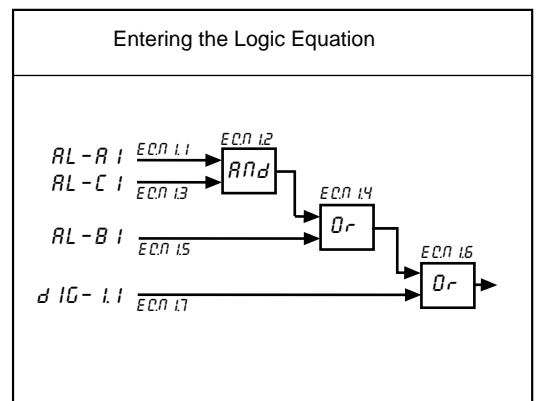 Entering the Logic Equation
EC.N 1.2
AL-A1 EC.N 1.1 ANd
AL-C1 EC.N 1.3
EC.N 1.4
Or
AL-B1 EC.N 1.5
EC.N 1.6
Or
dIG-1.1 EC.N 1.7